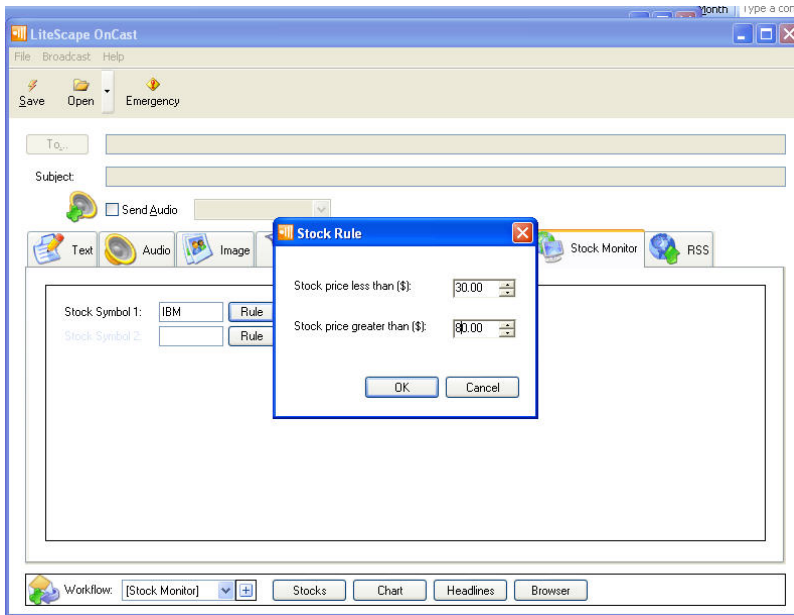 Month Type a con
LiteScape OnCast
File Broadcast Help
Save Open Emergency
To...
Subject:
Send Audio
Text Audio Image Stock Monitor RSS
Stock Rule
Stock price less than ($): 30.00
Stock price greater than ($): 80.00
OK Cancel
Stock Symbol 1: IBM Rule
Stock Symbol 2: Rule
Workflow: [Stock Monitor] Stocks Chart Headlines Browser